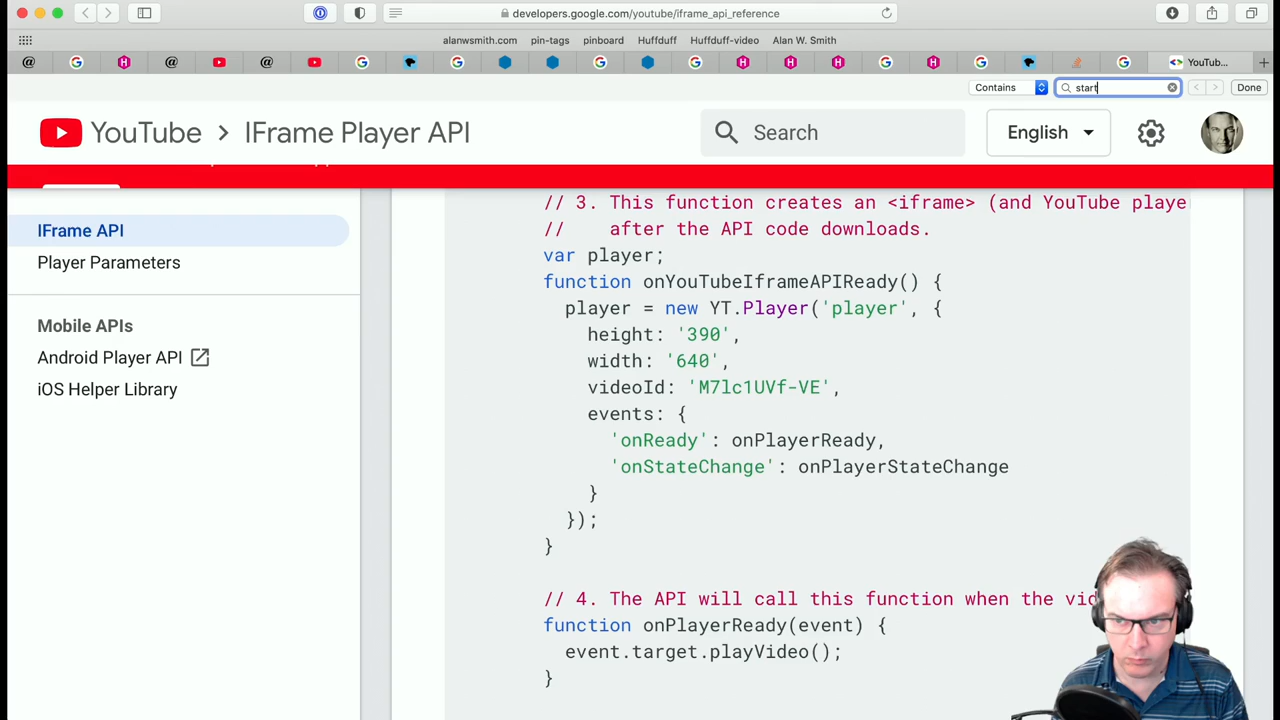 developers.google.com/youtube/iframe_api_reference
alanwsmith.com pin-tags pinboard Huffduff Huffduff-video Alan W. Smith
YouTub...
Contains start Done
YouTube > IFrame Player API Search English
IFrame API
Player Parameters
Mobile APIs
Android Player API
iOS Helper Library
// 3. This function creates an <iframe> (and YouTube playe
// after the API code downloads.
var player;
function onYouTubeIframeAPIReady() {
player = new YT.Player('player', {
height: '390',
width: '640',
videoId: 'M7lc1UVf-VE',
events: {
'onReady': onPlayerReady,
'onStateChange': onPlayerStateChange
}
});
}
// 4. The API will call this function when the vid
function onPlayerReady(event) {
event.target.playVideo();
}